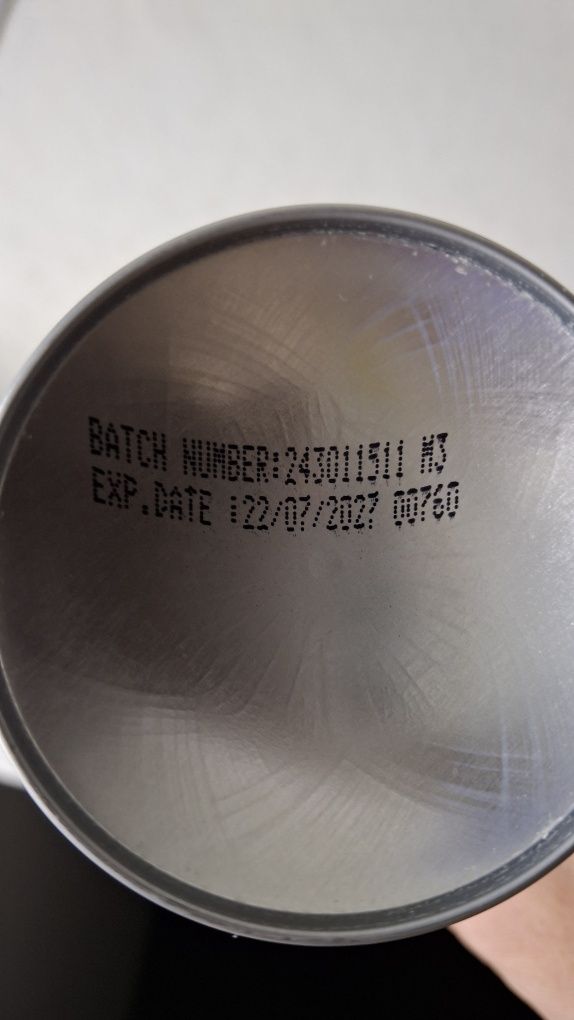 BATCH NUMBER:243011511 M3
EXP.DATE :22/07/2027 00760